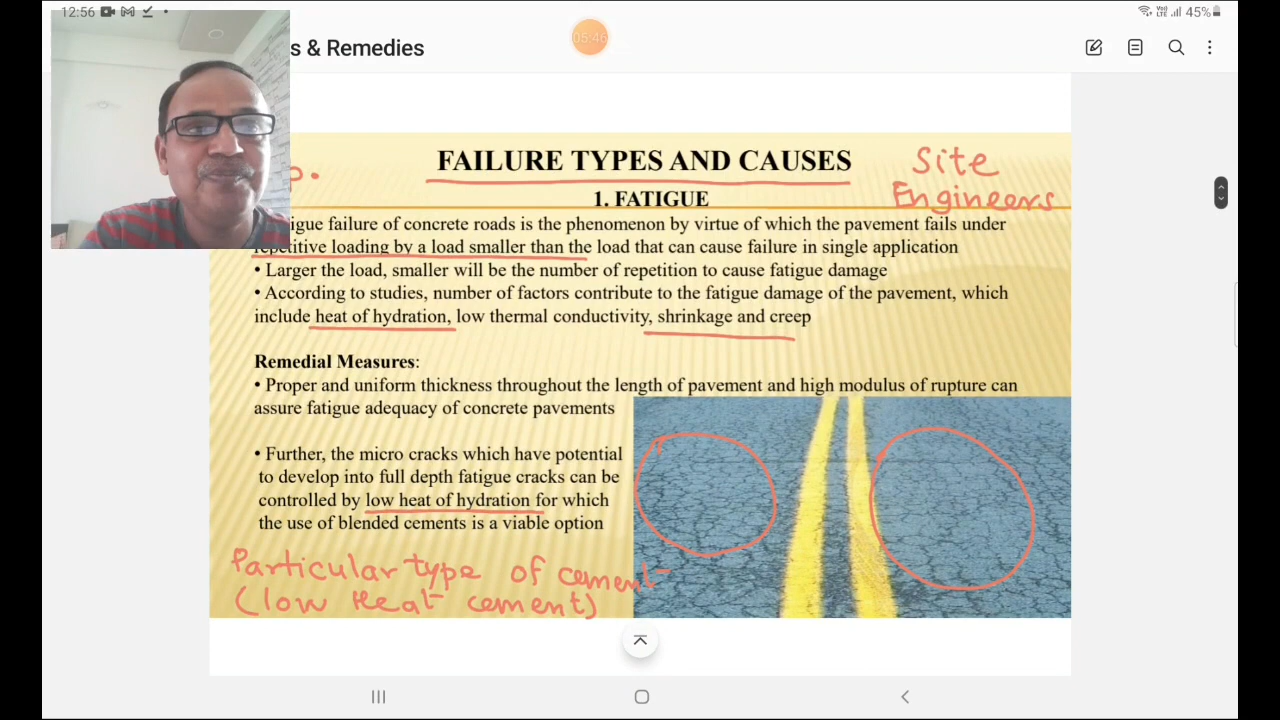 12:56
VoD
LTE
45%
05:46
s & Remedies
FAILURE TYPES AND CAUSES
p.
Site
Engineers
1. FATIGUE
igue failure of concrete roads is the phenomenon by virtue of which the pavement fails under
repetitive loading by a load smaller than the load that can cause failure in single application
• Larger the load, smaller will be the number of repetition to cause fatigue damage
• According to studies, number of factors contribute to the fatigue damage of the pavement, which
include heat of hydration, low thermal conductivity, shrinkage and creep
Remedial Measures:
• Proper and uniform thickness throughout the length of pavement and high modulus of rupture can
assure fatigue adequacy of concrete pavements
• Further, the micro cracks which have potential
to develop into full depth fatigue cracks can be
controlled by low heat of hydration for which
the use of blended cements is a viable option
Particular type of cement
(low Heat cement)